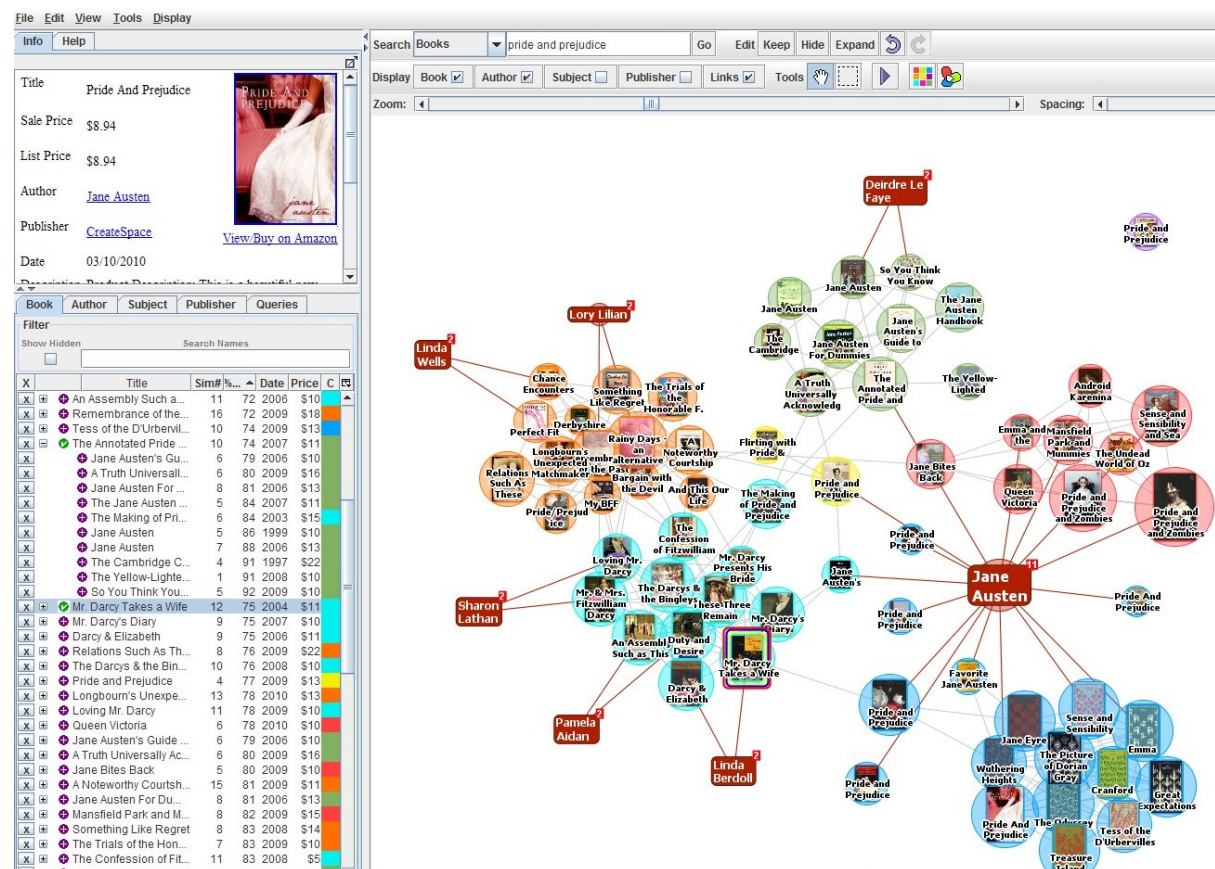 File Edit View Tools Display
Info Help
Title Pride And Prejudice
Sale Price $8.94
List Price $8.94
Author Jane Austen
Publisher CreateSpace
View/Buy on Amazon
Date 03/10/2010
PRIDE AND
PREJUDICE
jane
austen
Book Author Subject Publisher Queries
Filter
Show Hidden Search Names
X Title Sim# %... Date Price C
X An Assembly Such a... 11 72 2006 $10
X Remembrance of the... 16 72 2009 $18
X Tess of the D'Urbervil... 10 74 2009 $13
X The Annotated Pride ... 10 74 2007 $11
X Jane Austen's Gu... 6 79 2006 $10
X A Truth Universall... 6 80 2009 $16
X Jane Austen For ... 8 81 2006 $13
X The Jane Austen ... 5 84 2007 $11
X The Making of Pri... 6 84 2003 $15
X Jane Austen 5 86 1999 $10
X Jane Austen 7 88 2006 $13
X The Cambridge C... 4 91 1997 $22
X The Yellow-Lighte... 1 91 2008 $10
X So You Think You... 5 92 2009 $10
X Mr. Darcy Takes a Wife 12 75 2004 $11
X Mr. Darcy's Diary 9 75 2007 $10
X Darcy & Elizabeth 9 75 2006 $11
X Relations Such As Th... 8 76 2009 $22
X The Darcys & the Bin... 10 76 2008 $10
X Pride and Prejudice 4 77 2009 $13
X Longbourn's Unexpe... 13 78 2010 $13
X Loving Mr. Darcy 11 78 2009 $10
X Queen Victoria 6 78 2010 $10
X Jane Austen's Guide ... 6 79 2006 $10
X A Truth Universally Ac... 6 80 2009 $16
X Jane Bites Back 5 80 2009 $10
X A Noteworthy Courtsh... 15 81 2009 $11
X Jane Austen For Du... 8 81 2006 $13
X Mansfield Park and M... 8 82 2009 $15
X Something Like Regret 8 83 2008 $14
X The Trials of the Hon... 7 83 2009 $10
X The Confession of Fit... 11 83 2008 $5
Search Books pride and prejudice Go Edit Keep Hide Expand
Display Book Author Subject Publisher Links Tools
Zoom: Spacing:
Deirdre Le
Faye
2
Pride and
Prejudice
So You Think
You Know
Jane Austen
Jane Austen
The Jane
Austen
Handbook
Jane
Austen's
Guide to
The
Cambridge
Jane Austen
For Dummies
A Truth
Universally
Acknowledg
The
Annotated
Pride and
The Yellow-
Lighted
Lory Lilian
2
Linda
Wells
2
Chance
Encounters
Something
Like Regret
The Trials of
the
Honorable F.
Perfect Fit
Derbyshire
Rainy Days -
an
alternative
Longbourn's
Unexpected
Matchmaker
Noteworthy
Courtship
Relations
Such As
These
Bargain with
the Devil
And This Our
Life
My BFF
Pride/Prejud
ice
Flirting with
Pride &
Pride and
Prejudice
The Making
of Pride and
Prejudice
Android
Karenina
Sense and
Sensibility
and Sea
Emma and
the
Mansfield
Park and
Mummies
The Undead
World of Oz
Jane Bites
Back
Queen
Victoria
Pride and
Prejudice
and Zombies
Pride and
Prejudice
and Zombies
The
Confession
of Fitzwilliam
Loving Mr.
Darcy
Mr. Darcy
Presents His
Bride
Mr. & Mrs.
Fitzwilliam
Darcy
The Darcys &
the Bingleys
These Three
Remain
Mr. Darcy's
Diary
Jane
Austen's
Pride and
Prejudice
Jane
Austen
11
Pride And
Prejudice
Pride and
Prejudice
Sharon
Lathan
2
An Assembly
Such as This
Duty and
Desire
Mr. Darcy
Takes a Wife
Darcy &
Elizabeth
Pamela
Aidan
2
Linda
Berdoll
2
Favorite
Jane Austen
Pride and
Prejudice
Jane Eyre
Sense and
Sensibility
Emma
The Picture
of Dorian
Gray
Wuthering
Heights
Cranford
Great
Expectations
Pride and
Prejudice
Pride And
Prejudice
The Odyssey
Tess of the
D'Urbervilles
Treasure
Island